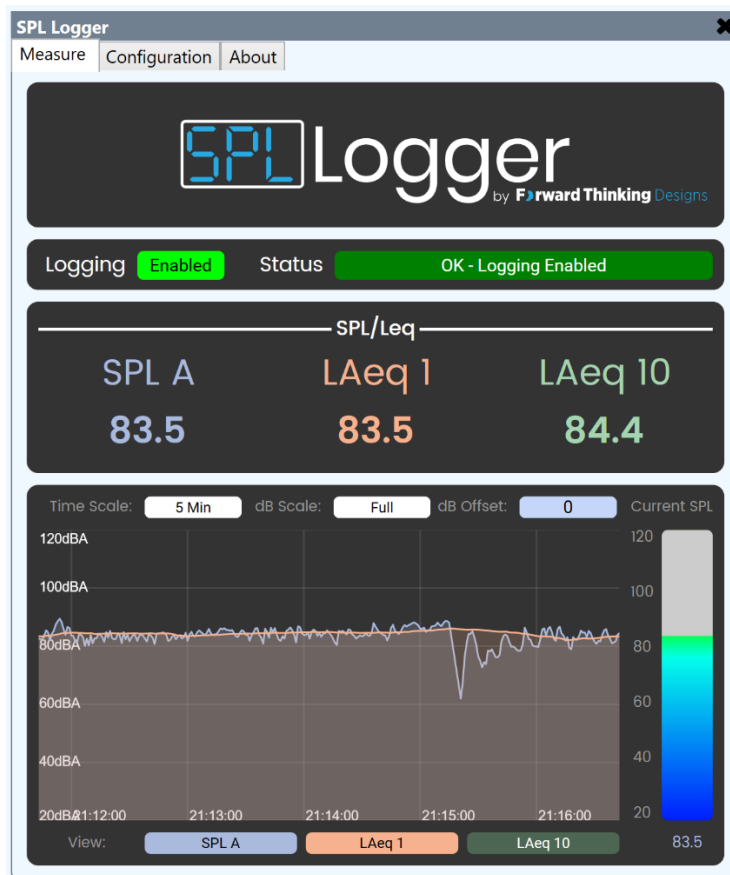 SPL Logger
Measure Configuration About
SPL Logger
by Forward Thinking Designs
Logging Enabled Status OK - Logging Enabled
SPL/Leq
SPL A LAeq 1 LAeq 10
83.5 83.5 84.4
Time Scale: 5 Min dB Scale: Full dB Offset: 0 Current SPL
120dBA 120
100dBA 100
80dBA 80
60dBA 60
40dBA 40
20dBA 21:12:00 21:13:00 21:14:00 21:15:00 21:16:00 20
View: SPL A LAeq 1 LAeq 10 83.5